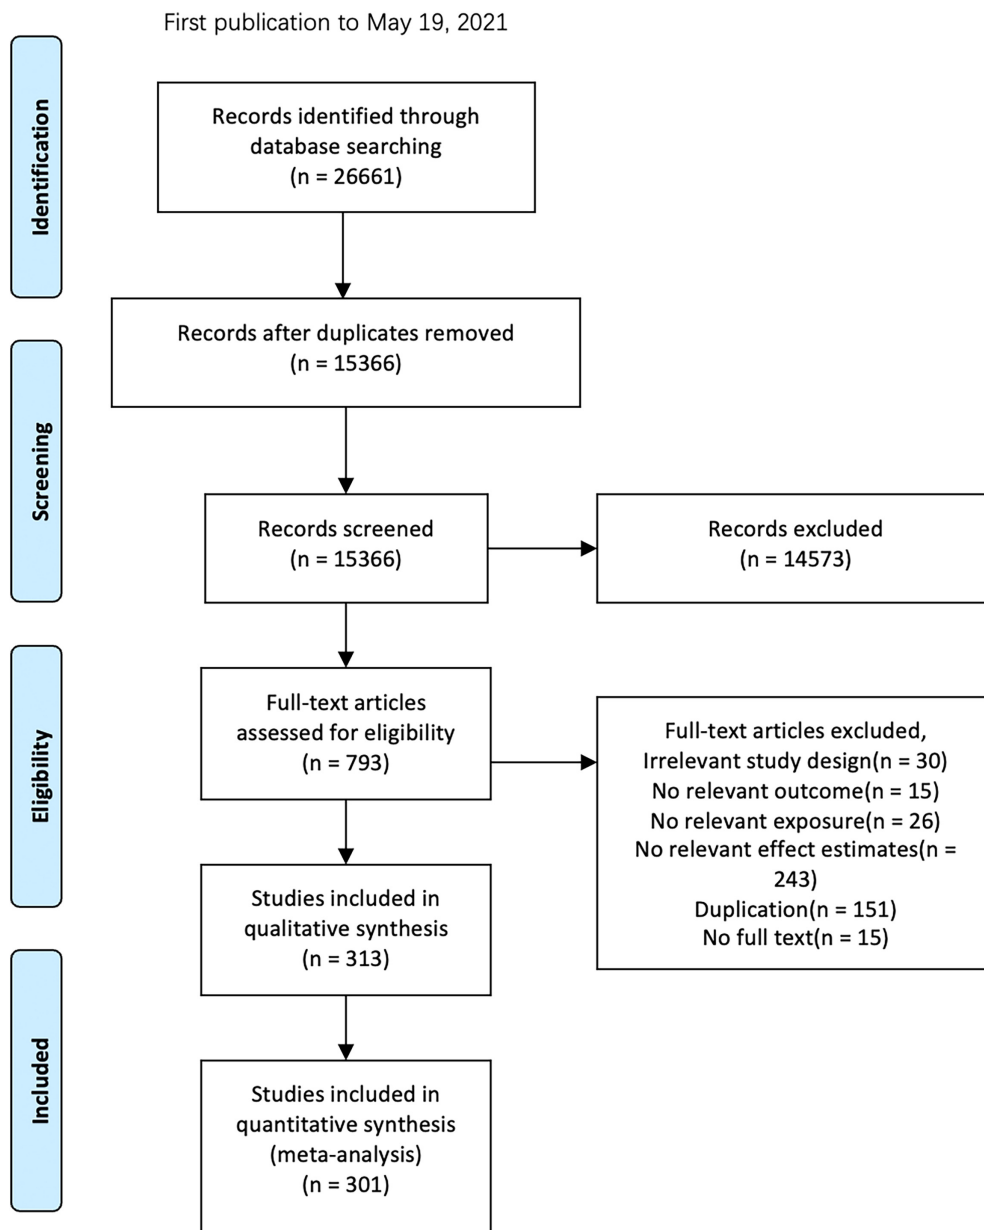 First publication to May 19, 2021
Identification
Records identified through
database searching
(n = 26661)
Records after duplicates removed
(n = 15366)
Screening
Records screened
(n = 15366)
Records excluded
(n = 14573)
Eligibility
Full-text articles
assessed for eligibility
(n = 793)
Full-text articles excluded,
Irrelevant study design(n = 30)
No relevant outcome(n = 15)
No relevant exposure(n = 26)
No relevant effect estimates(n =
243)
Duplication(n = 151)
No full text(n = 15)
Studies included in
qualitative synthesis
(n = 313)
Included
Studies included in
quantitative synthesis
(meta-analysis)
(n = 301)